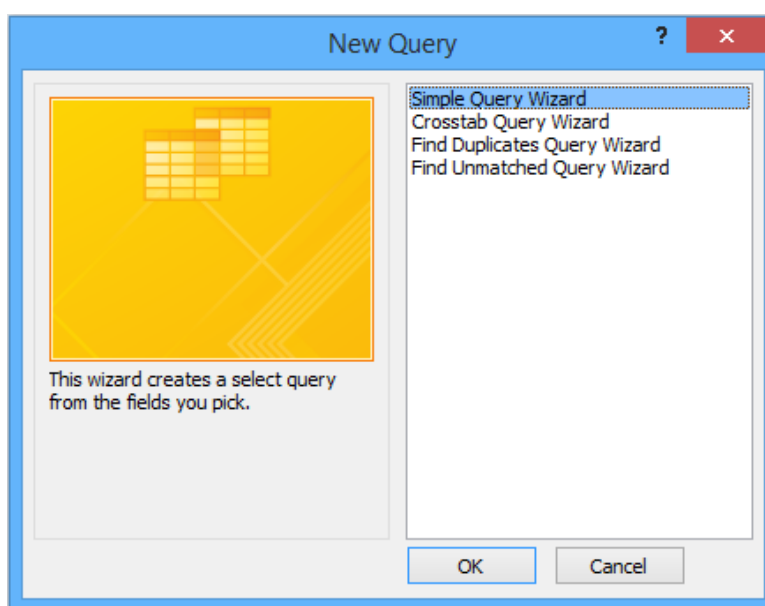 New Query
?
×
Simple Query Wizard
Crosstab Query Wizard
Find Duplicates Query Wizard
Find Unmatched Query Wizard
This wizard creates a select query
from the fields you pick.
OK
Cancel